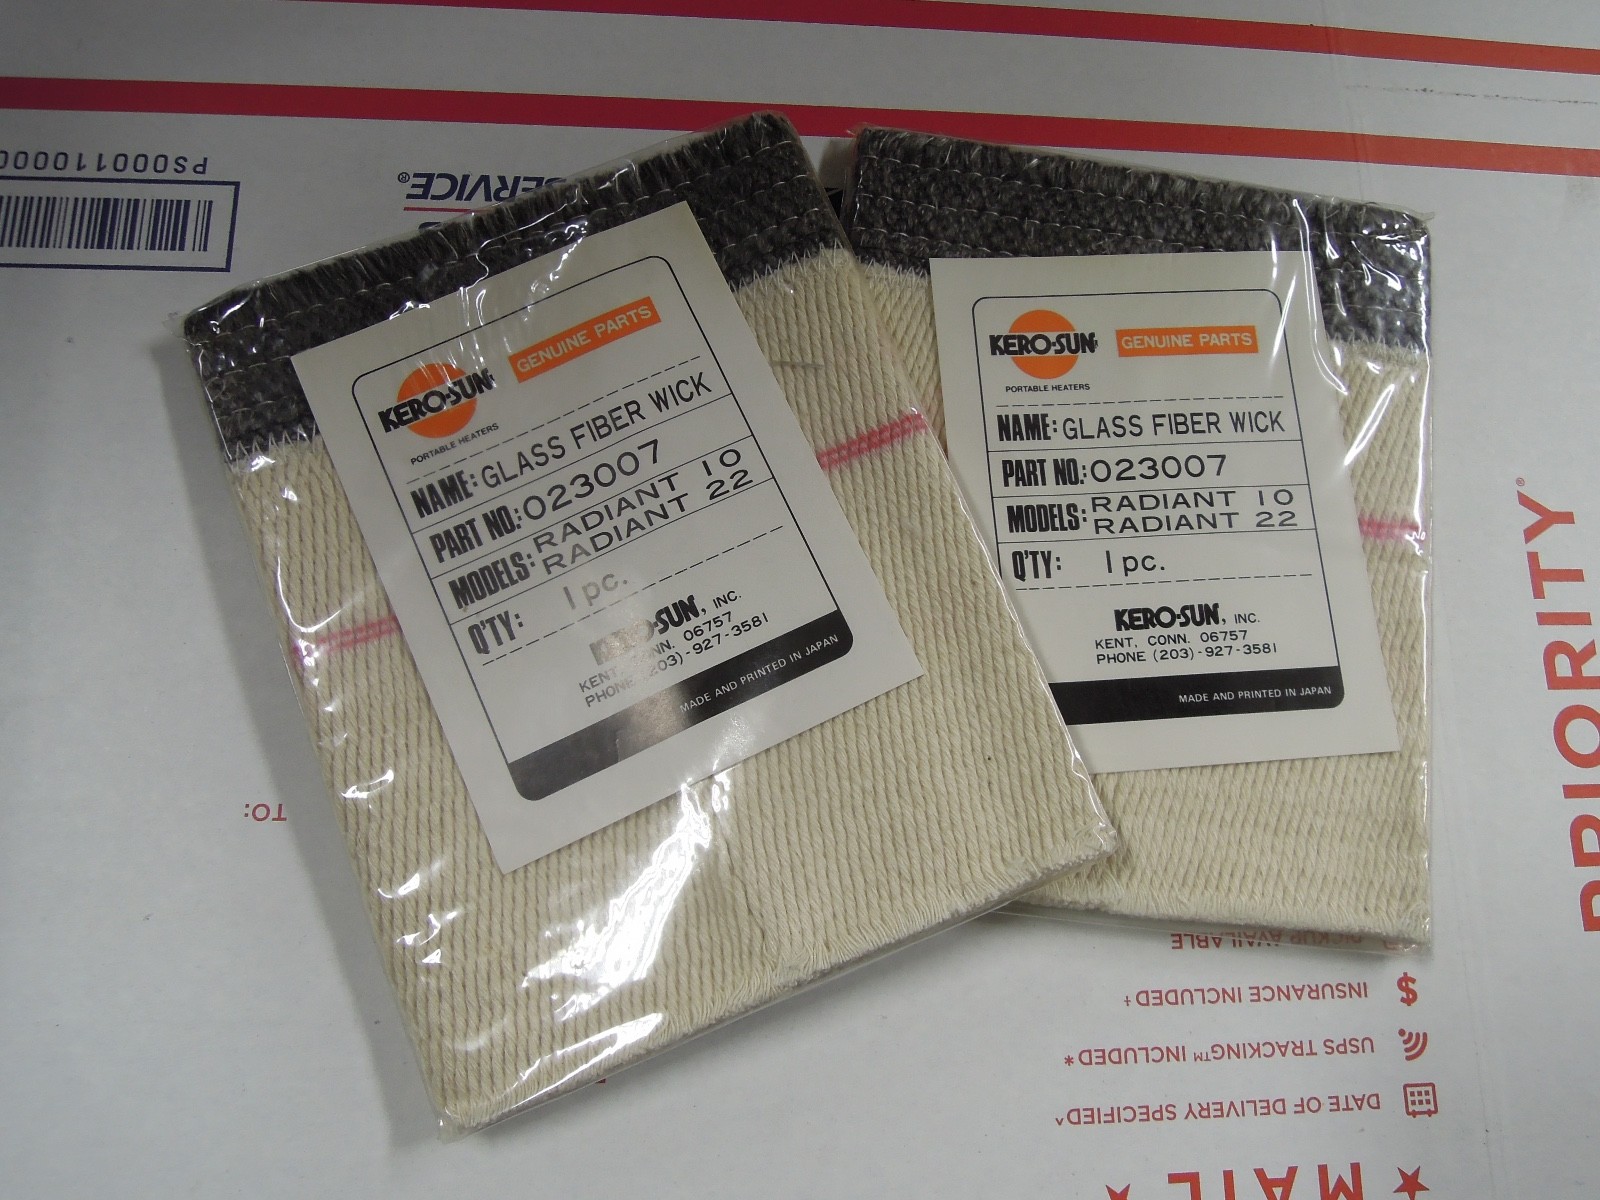 PS00011000
SERVICE®
KERO-SUN
PORTABLE HEATERS
GENUINE PARTS
NAME: GLASS FIBER WICK
PART NO.: 023007
MODELS: RADIANT 10
RADIANT 22
Q'TY: 1 pc.
KERO-SUN, INC.
KENT, CONN. 06757
PHONE (203)-927-3581
MADE AND PRINTED IN JAPAN
KERO-SUN
PORTABLE HEATERS
GENUINE PARTS
NAME: GLASS FIBER WICK
PART NO.: 023007
MODELS: RADIANT 10
RADIANT 22
Q'TY: 1 pc.
KERO-SUN, INC.
KENT, CONN. 06757
PHONE (203)-927-3581
MADE AND PRINTED IN JAPAN
TO:
PRIORITY®
★ MAIL ★
DATE OF DELIVERY SPECIFIED^
USPS TRACKING™ INCLUDED*
$ INSURANCE INCLUDED†
PICKUP AVAILABLE